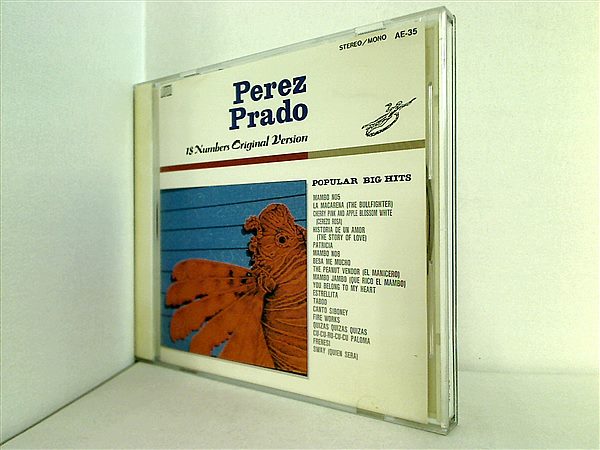 STEREO/MONO AE-35
Perez
Prado
18 Numbers Original Version
POPULAR BIG HITS
MAMBO NO5
LA MACARENA (THE BULLFIGHTER)
CHERRY PINK AND APPLE BLOSSOM WHITE
(CEREZO ROSA)
HISTORIA DE UN AMOR
(THE STORY OF LOVE)
PATRICIA
MAMBO NO8
BESA ME MUCHO
THE PEANUT VENDOR (EL MANICERO)
MAMBO JAMBO (QUE RICO EL MAMBO)
YOU BELONG TO MY HEART
ESTRELLITA
TABOO
CANTO SIBONEY
FIRE WORKS
QUIZAS QUIZAS QUIZAS
CU-CU-RU-CU-CU PALOMA
FRENESI
SWAY (QUIEN SERA)